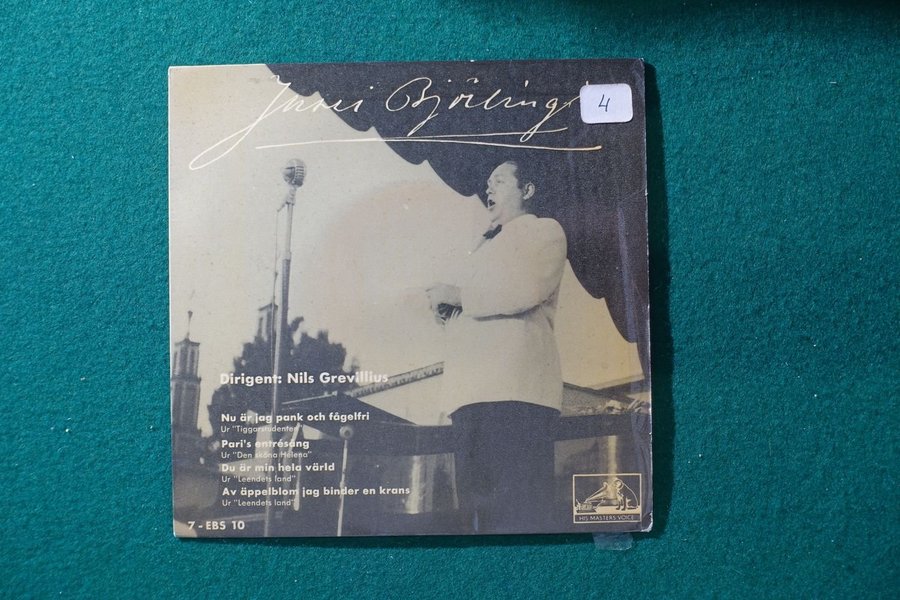 Jussi Björling
4
Dirigent: Nils Grevillius
Nu är jag pank och fågelfri
Ur "Tiggarstudenten"
Pari's entrésång
Ur "Den sköna Helena"
Du är min hela värld
Ur "Leendets land"
Av äppelblom jag binder en krans
Ur "Leendets land"
7-EBS 10
HIS MASTERS VOICE